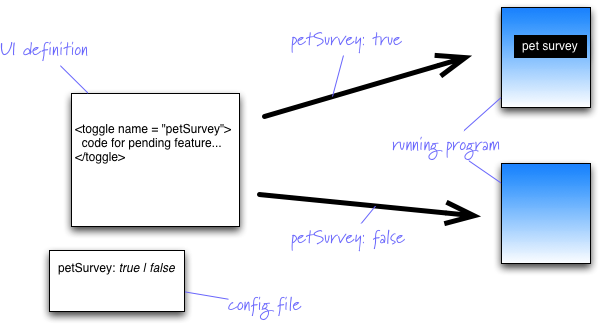 UI definition
<toggle name = "petSurvey">
code for pending feature...
</toggle>
petSurvey: true | false
config file
petSurvey: true
petSurvey: false
pet survey
running program